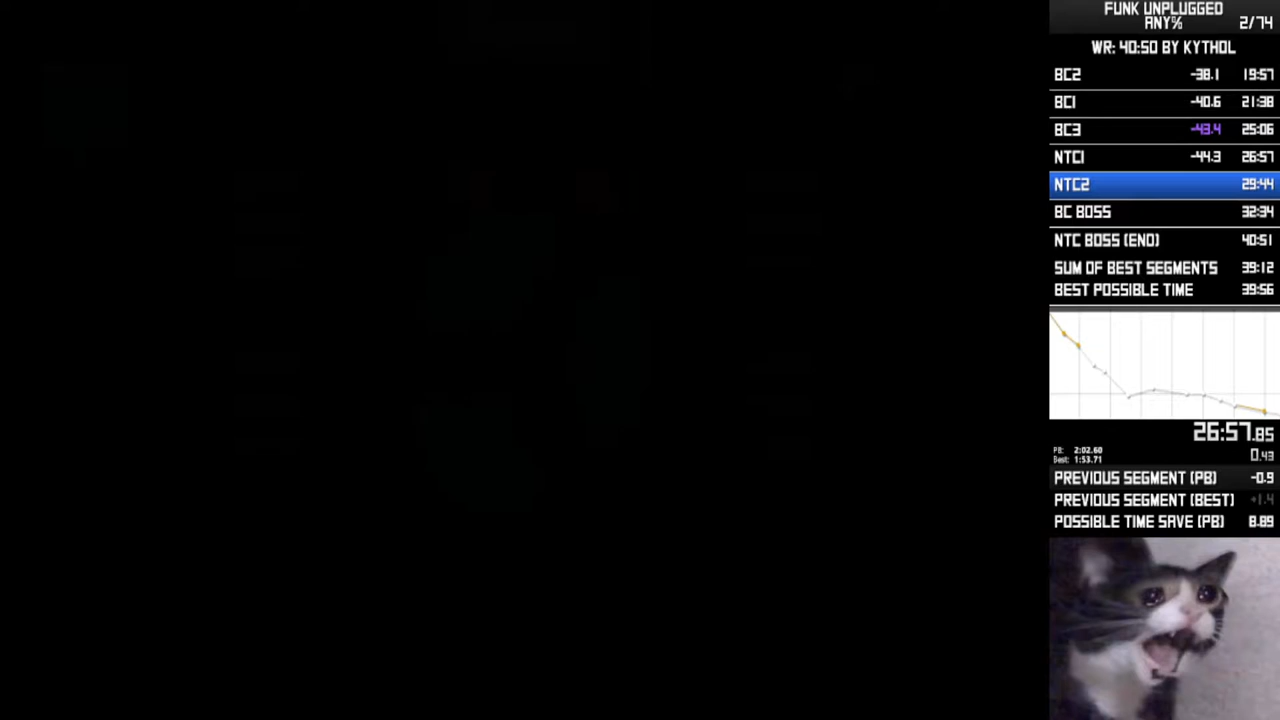 FUNK UNPLUGGED
ANY% 2/74
WR: 40:50 BY KYTHOL
BC2 -38.1 19:57
BC1 -40.6 21:38
BC3 -43.4 25:06
NTC1 -44.3 26:57
NTC2 29:44
BC BOSS 32:34
NTC BOSS (END) 40:51
SUM OF BEST SEGMENTS 39:12
BEST POSSIBLE TIME 39:56
26:57.85
PB: 2:02.60 0.43
Best: 1:53.71
PREVIOUS SEGMENT (PB) -0.9
PREVIOUS SEGMENT (BEST) +1.4
POSSIBLE TIME SAVE (PB) 8.89